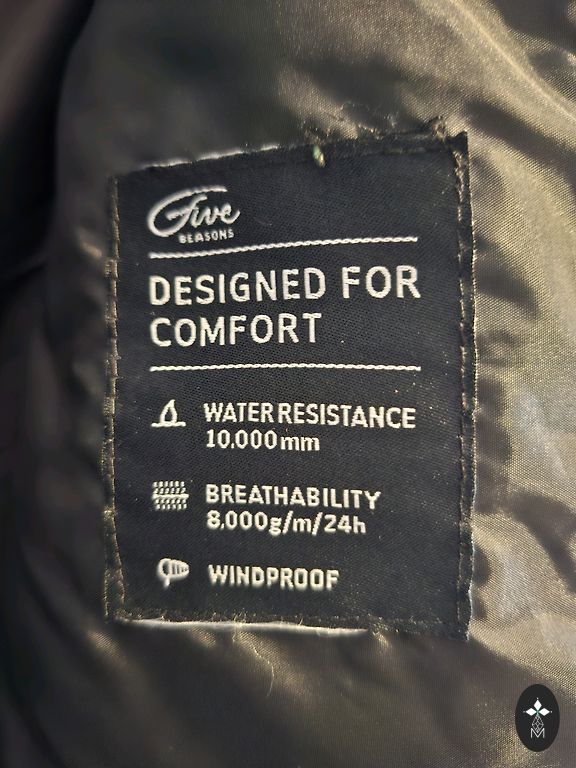 Five
SEASONS
DESIGNED FOR
COMFORT
WATER RESISTANCE
10.000mm
BREATHABILITY
8.000g/m/24h
WINDPROOF
M